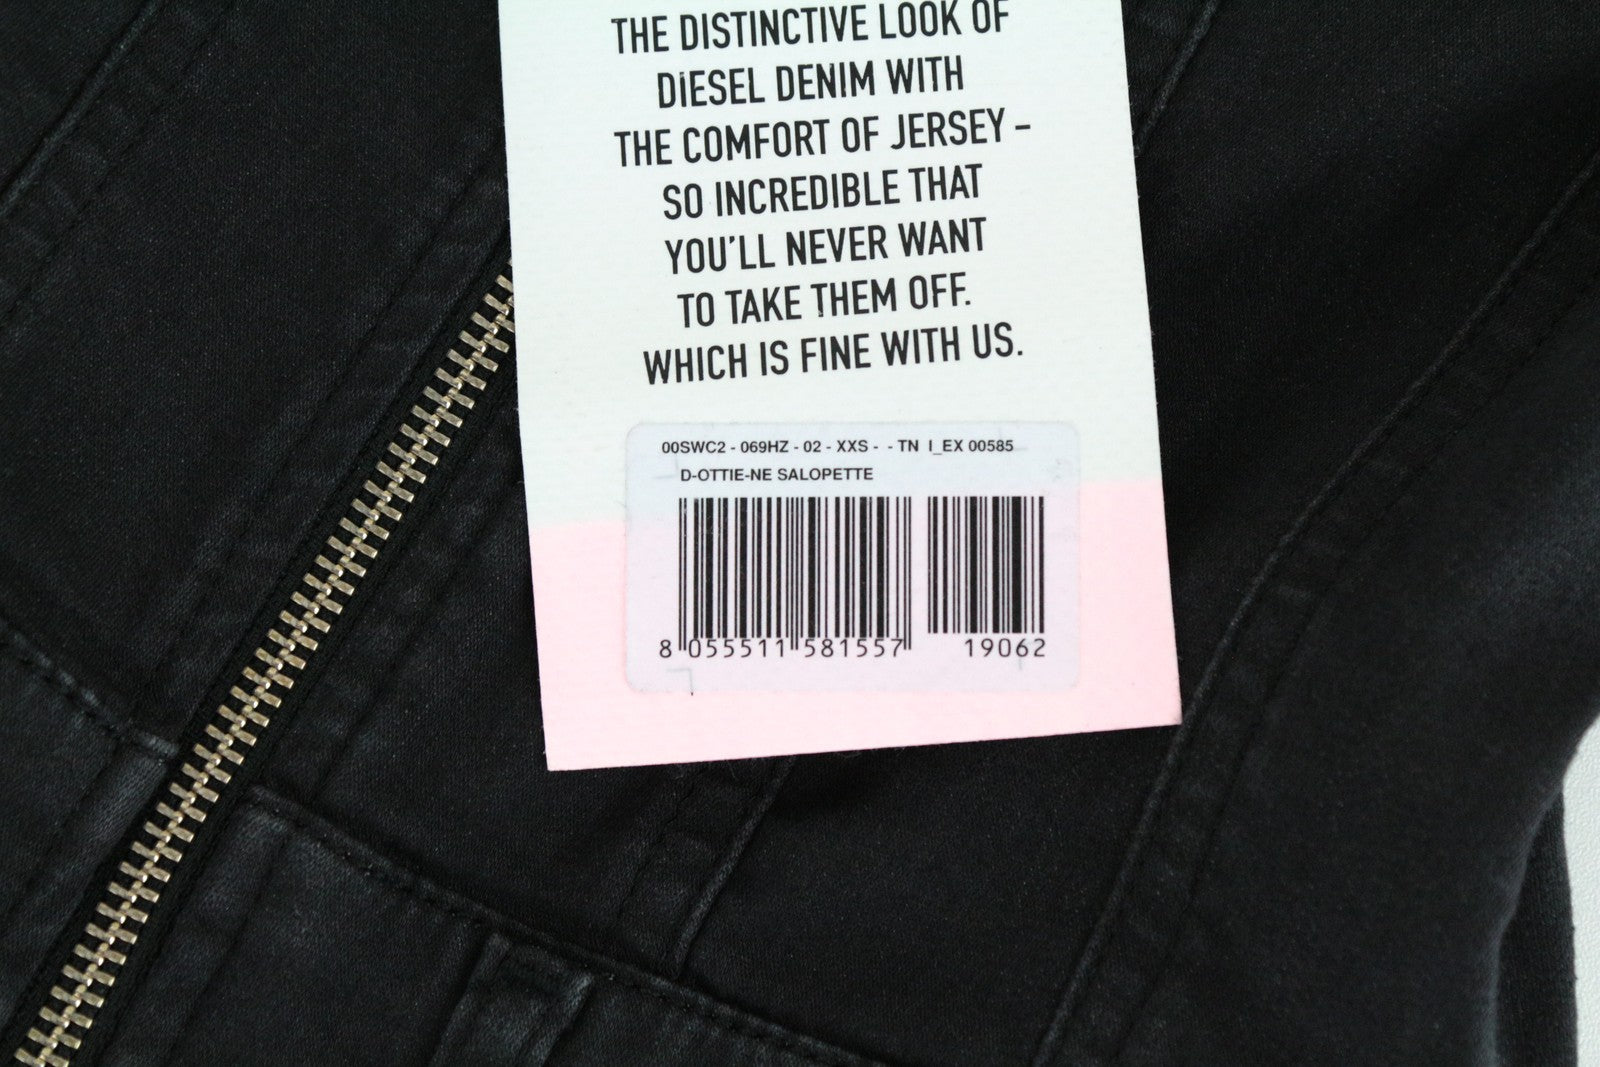 THE DISTINCTIVE LOOK OF
DIESEL DENIM WITH
THE COMFORT OF JERSEY –
SO INCREDIBLE THAT
YOU'LL NEVER WANT
TO TAKE THEM OFF.
WHICH IS FINE WITH US.
00SWC2 - 069HZ - 02 - XXS - - TN I_EX 00585
D-OTTIE-NE SALOPETTE
8 055511 581557 19062